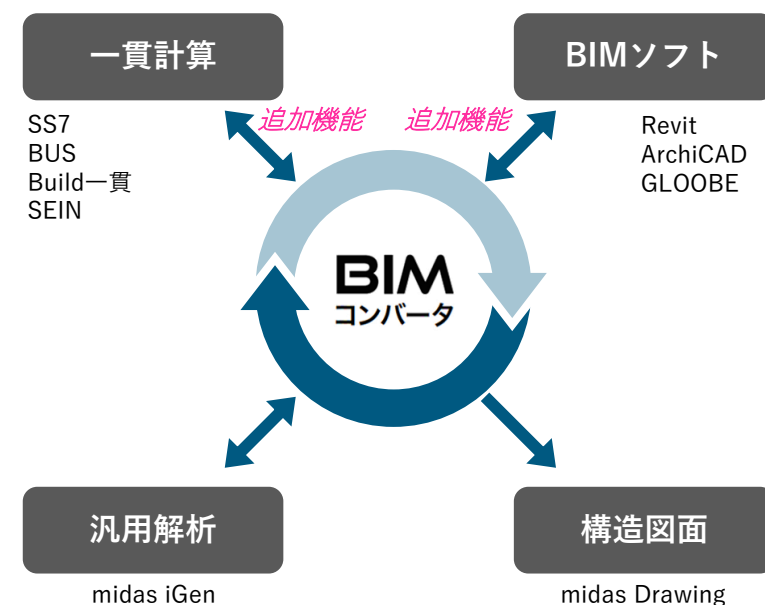 一貫計算
BIMソフト
追加機能
追加機能
SS7
BUS
Build一貫
SEIN
Revit
ArchiCAD
GLOOBE
BIM
コンバータ
汎用解析
構造図面
midas iGen
midas Drawing